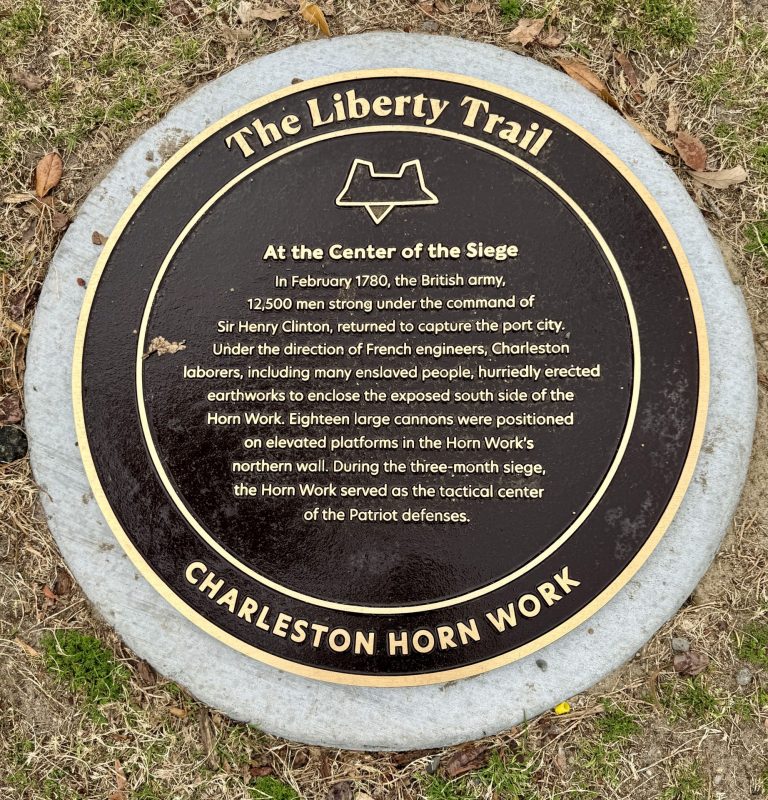 The Liberty Trail
At the Center of the Siege
In February 1780, the British army,
12,500 men strong under the command of
Sir Henry Clinton, returned to capture the port city.
Under the direction of French engineers, Charleston
laborers, including many enslaved people, hurriedly erected
earthworks to enclose the exposed south side of the
Horn Work. Eighteen large cannons were positioned
on elevated platforms in the Horn Work's
northern wall. During the three-month siege,
the Horn Work served as the tactical center
of the Patriot defenses.
CHARLESTON HORN WORK